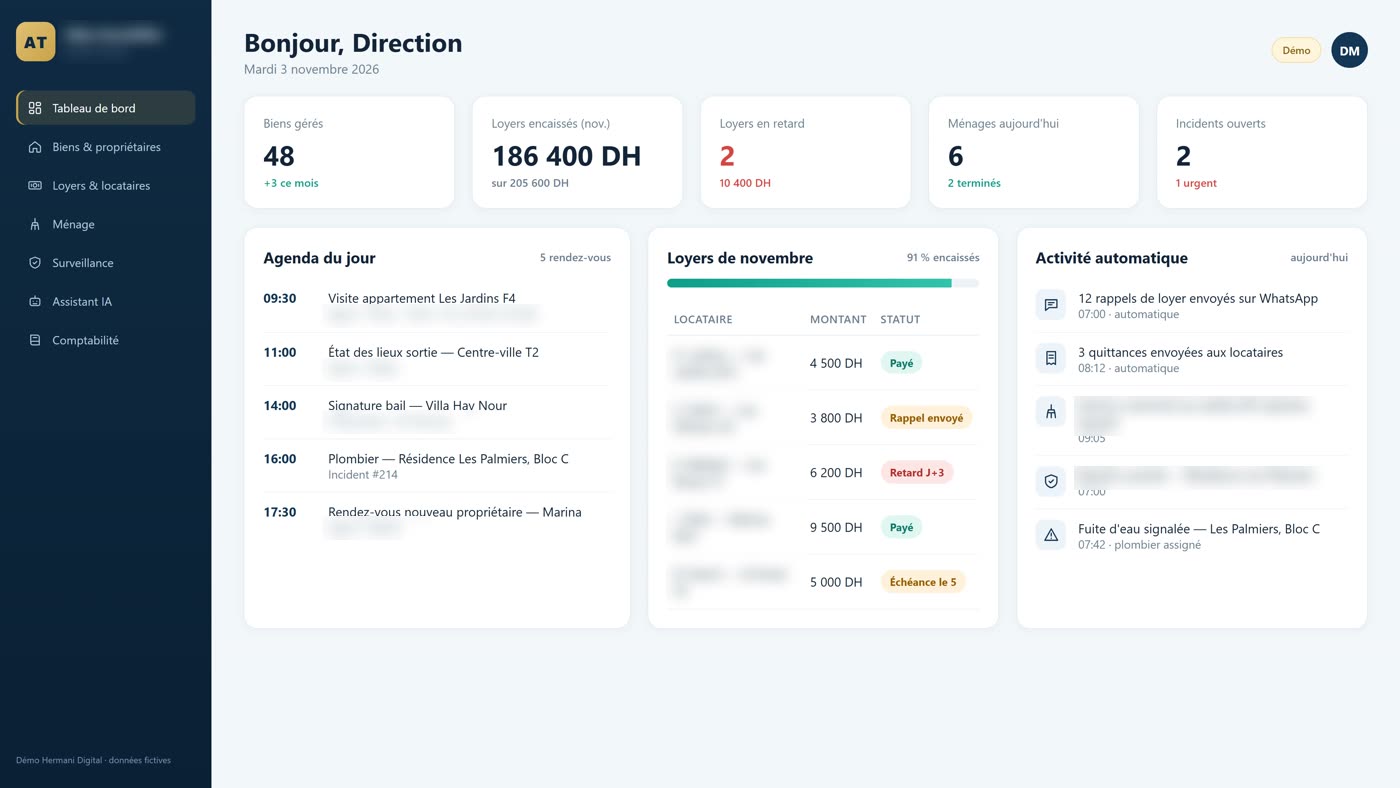 AT
Tableau de bord
Biens & propriétaires
Loyers & locataires
Ménage
Surveillance
Assistant IA
Comptabilité
Démo Hermani Digital · données fictives
Bonjour, Direction
Mardi 3 novembre 2026
Démo
DM
Biens gérés
48
+3 ce mois
Loyers encaissés (nov.)
186 400 DH
sur 205 600 DH
Loyers en retard
2
10 400 DH
Ménages aujourd'hui
6
2 terminés
Incidents ouverts
2
1 urgent
Agenda du jour
5 rendez-vous
09:30 Visite appartement Les Jardins F4
11:00 État des lieux sortie — Centre-ville T2
14:00 Signature bail — Villa Hay Nour
16:00 Plombier — Résidence Les Palmiers, Bloc C
Incident #214
17:30 Rendez-vous nouveau propriétaire — Marina
Loyers de novembre
91 % encaissés
LOCATAIRE MONTANT STATUT
4 500 DH Payé
3 800 DH Rappel envoyé
6 200 DH Retard J+3
9 500 DH Payé
5 000 DH Échéance le 5
Activité automatique
aujourd'hui
12 rappels de loyer envoyés sur WhatsApp
07:00 · automatique
3 quittances envoyées aux locataires
08:12 · automatique
09:05
07:00
Fuite d'eau signalée — Les Palmiers, Bloc C
07:42 · plombier assigné